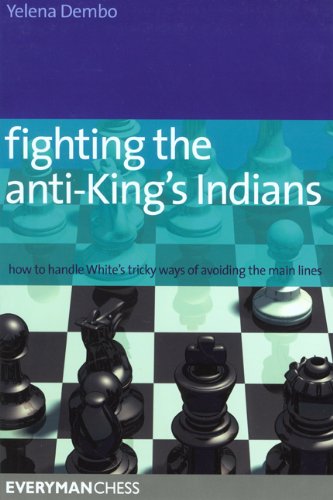 Yelena Dembo
fighting the
anti-King's Indians
how to handle White's tricky ways of avoiding the main lines
EVERYMANCHESS